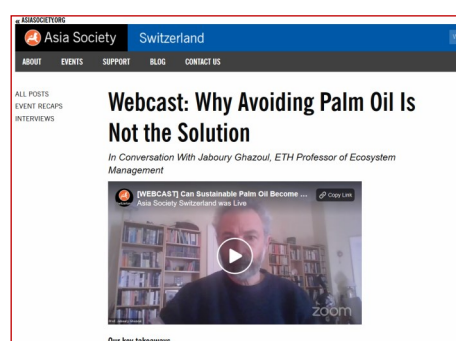 « ASIASOCIETY.ORG
Asia Society Switzerland
ABOUT EVENTS SUPPORT BLOG CONTACT US
ALL POSTS
EVENT RECAPS
INTERVIEWS
Webcast: Why Avoiding Palm Oil Is
Not the Solution
In Conversation With Jaboury Ghazoul, ETH Professor of Ecosystem
Management
[WEBCAST] Can Sustainable Palm Oil Become ...
Copy Link
Asia Society Switzerland was Live
zoom
Our key takeaways